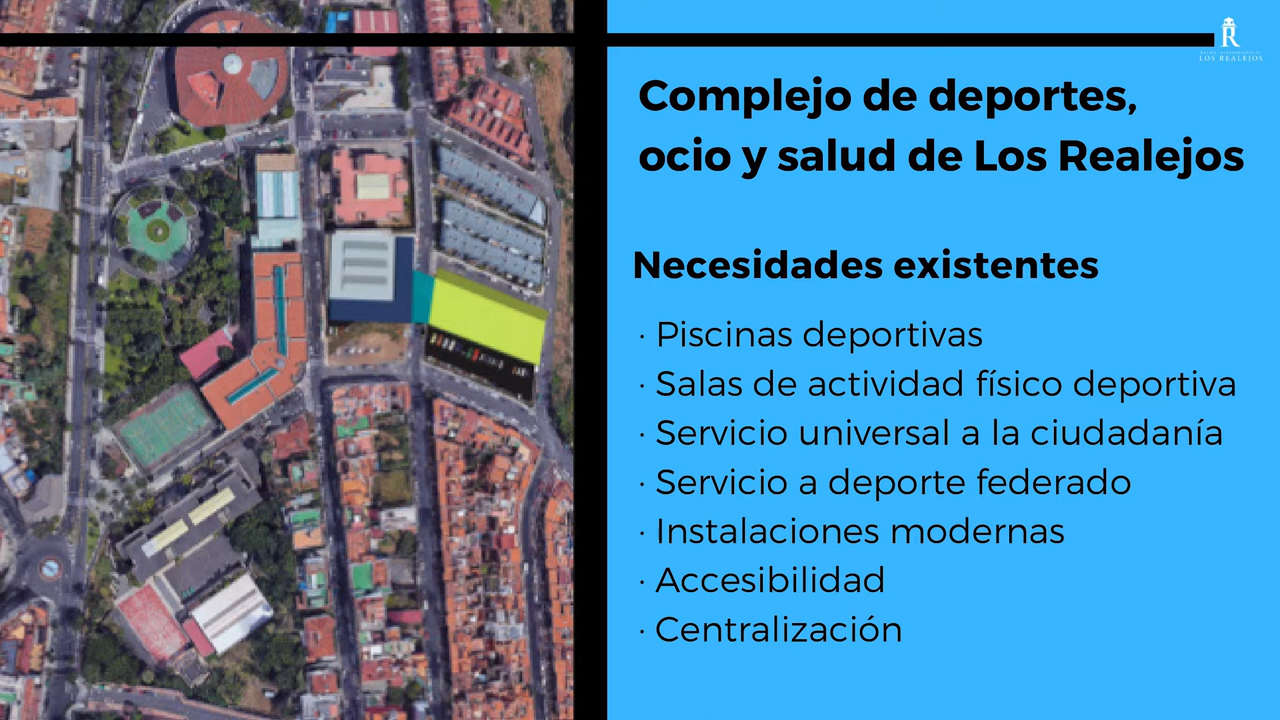 LOS REALEJOS
Complejo de deportes,
ocio y salud de Los Realejos
Necesidades existentes
· Piscinas deportivas
· Salas de actividad físico deportiva
· Servicio universal a la ciudadanía
· Servicio a deporte federado
· Instalaciones modernas
· Accesibilidad
· Centralización